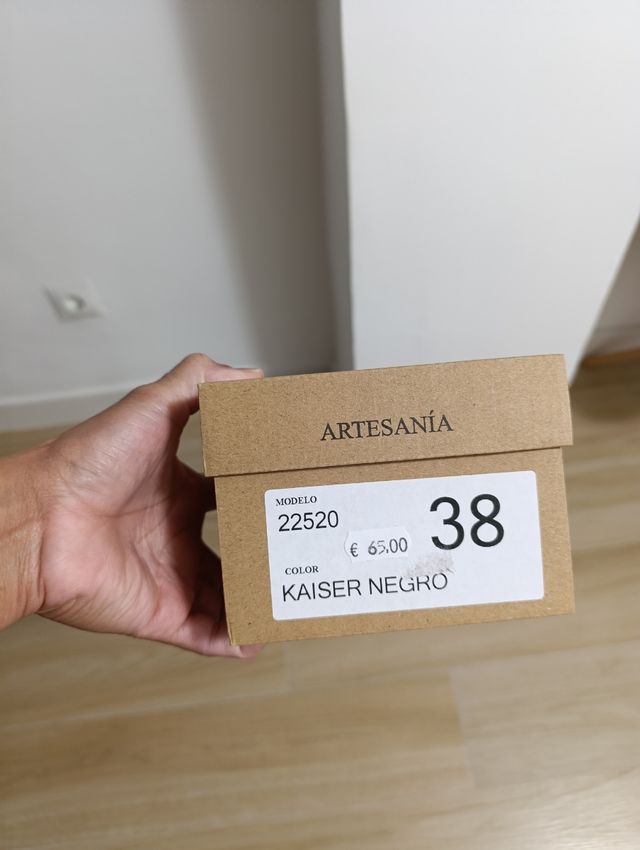 ARTESANÍA
MODELO
22520
38
€ 65.00
COLOR
KAISER NEGRO